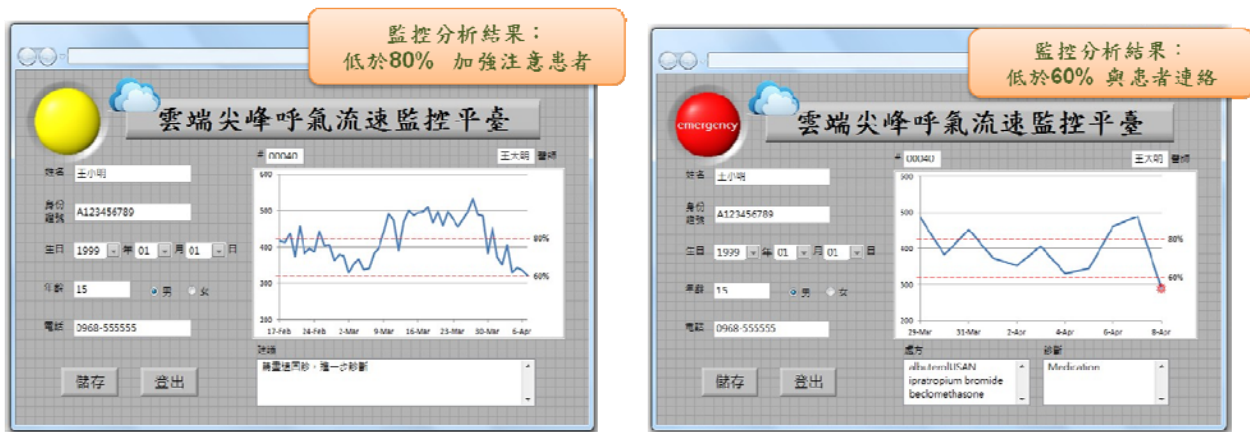 監控分析結果：
低於80% 加強注意患者
雲端尖峰呼氣流速監控平臺
# 00040 王大明 醫師
姓名 王小明
身份
證號 A123456789
生日 1999 年 01 月 01 日
年齡 15 男 女
電話 0968-555555
600
500
400
300
200
80%
60%
17-Feb 24-Feb 2-Mar 9-Mar 16-Mar 23-Mar 30-Mar 6-Apr
建議
儲存 登出
監控分析結果：
低於60% 與患者連絡
emergency
雲端尖峰呼氣流速監控平臺
# 00040 王大明 醫師
姓名 王小明
身份
證號 A123456789
生日 1999 年 01 月 01 日
年齡 15 男 女
電話 0968-555555
600
500
400
300
200
80%
60%
29-Mar 31-Mar 2-Apr 4-Apr 6-Apr 8-Apr
處方 診斷
albuterolUSAN
ipratropium bromide
beclomethasone
Medication
儲存 登出